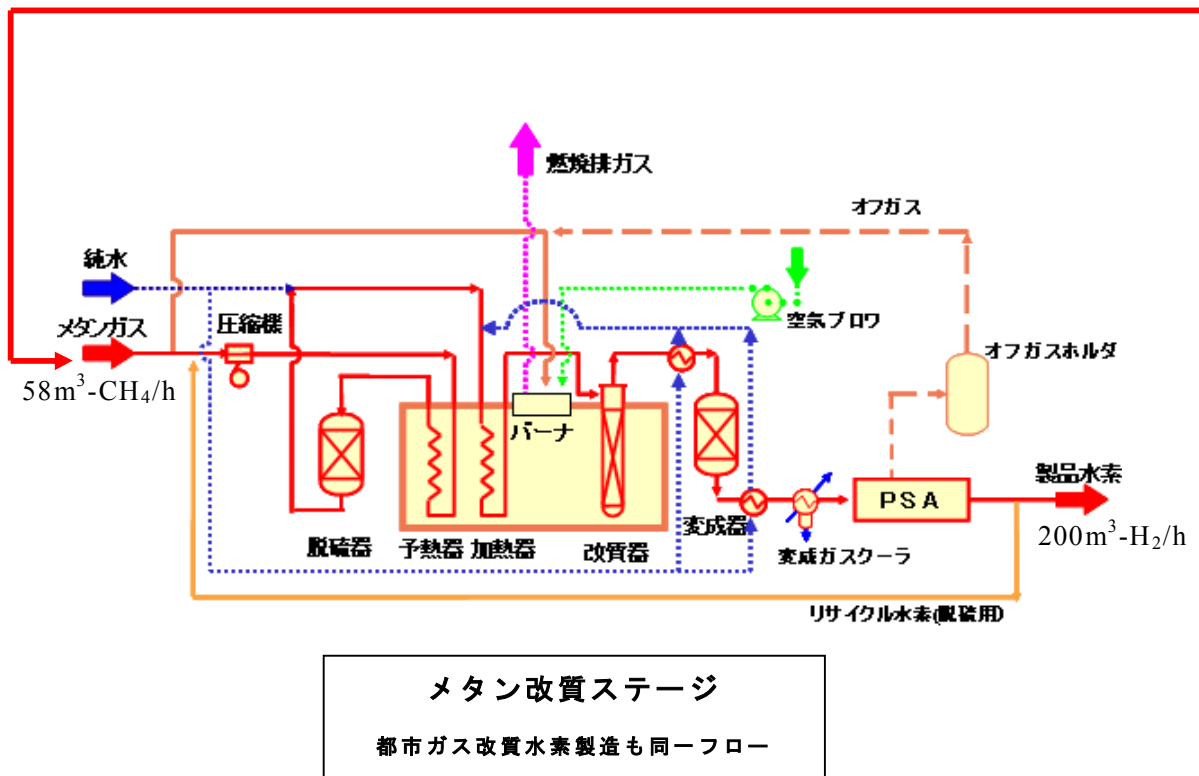 燃焼排ガス
オフガス
純水
メタンガス
圧縮機
空気ブロワ
オフガスホルダ
58m³-CH₄/h
バーナ
製品水素
PSA
200m³-H₂/h
脱硫器
予熱器
加熱器
改質器
変成器
変成ガスクーラ
リサイクル水素(脱硫用)
メタン改質ステージ
都市ガス改質水素製造も同一フロー